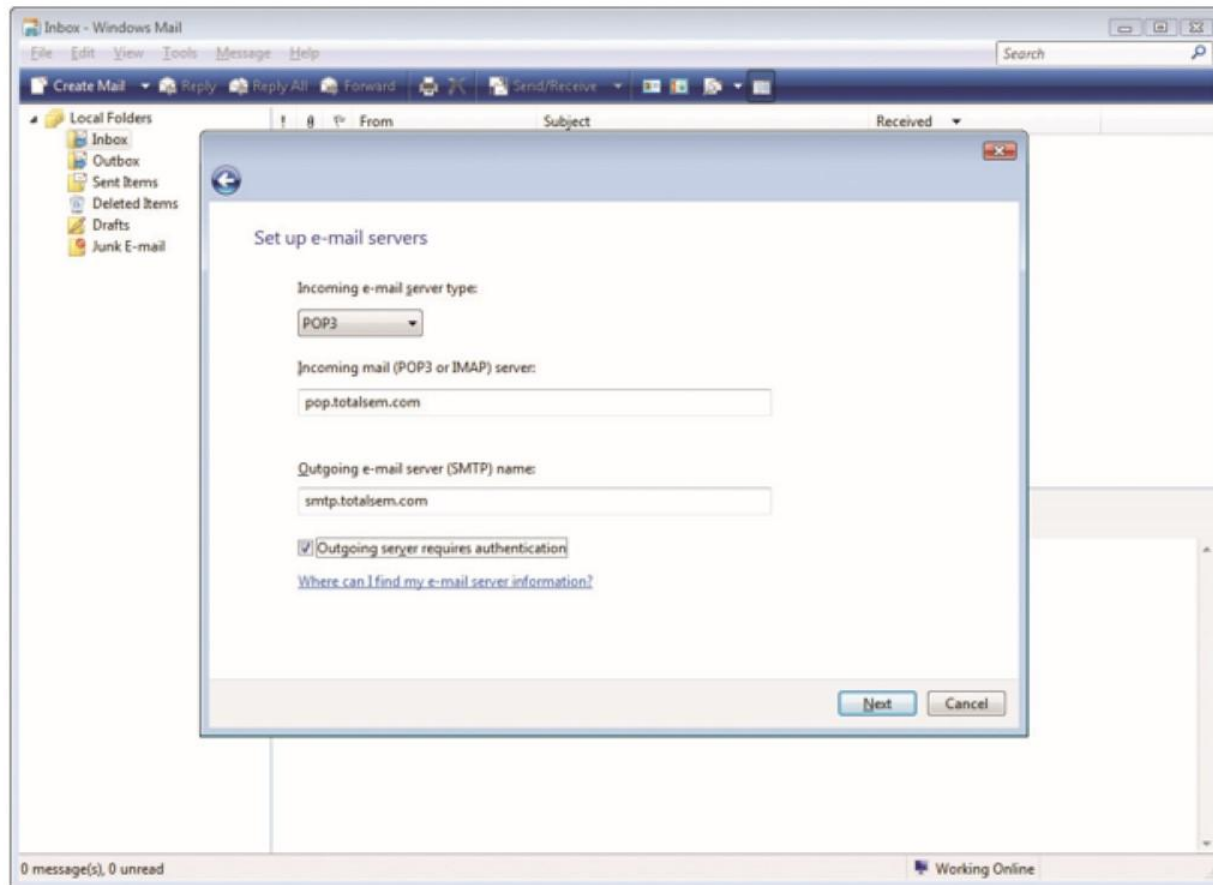 Inbox - Windows Mail
File Edit View Tools Message Help
Search
Create Mail Reply Reply All Forward Send/Receive
Local Folders
! From Subject Received
Inbox
Outbox
Sent Items
Deleted Items
Drafts
Junk E-mail
Set up e-mail servers
Incoming e-mail server type:
POP3
Incoming mail (POP3 or IMAP) server:
pop.totalsem.com
Outgoing e-mail server (SMTP) name:
smtp.totalsem.com
Outgoing server requires authentication
Where can I find my e-mail server information?
Next Cancel
0 message(s), 0 unread
Working Online